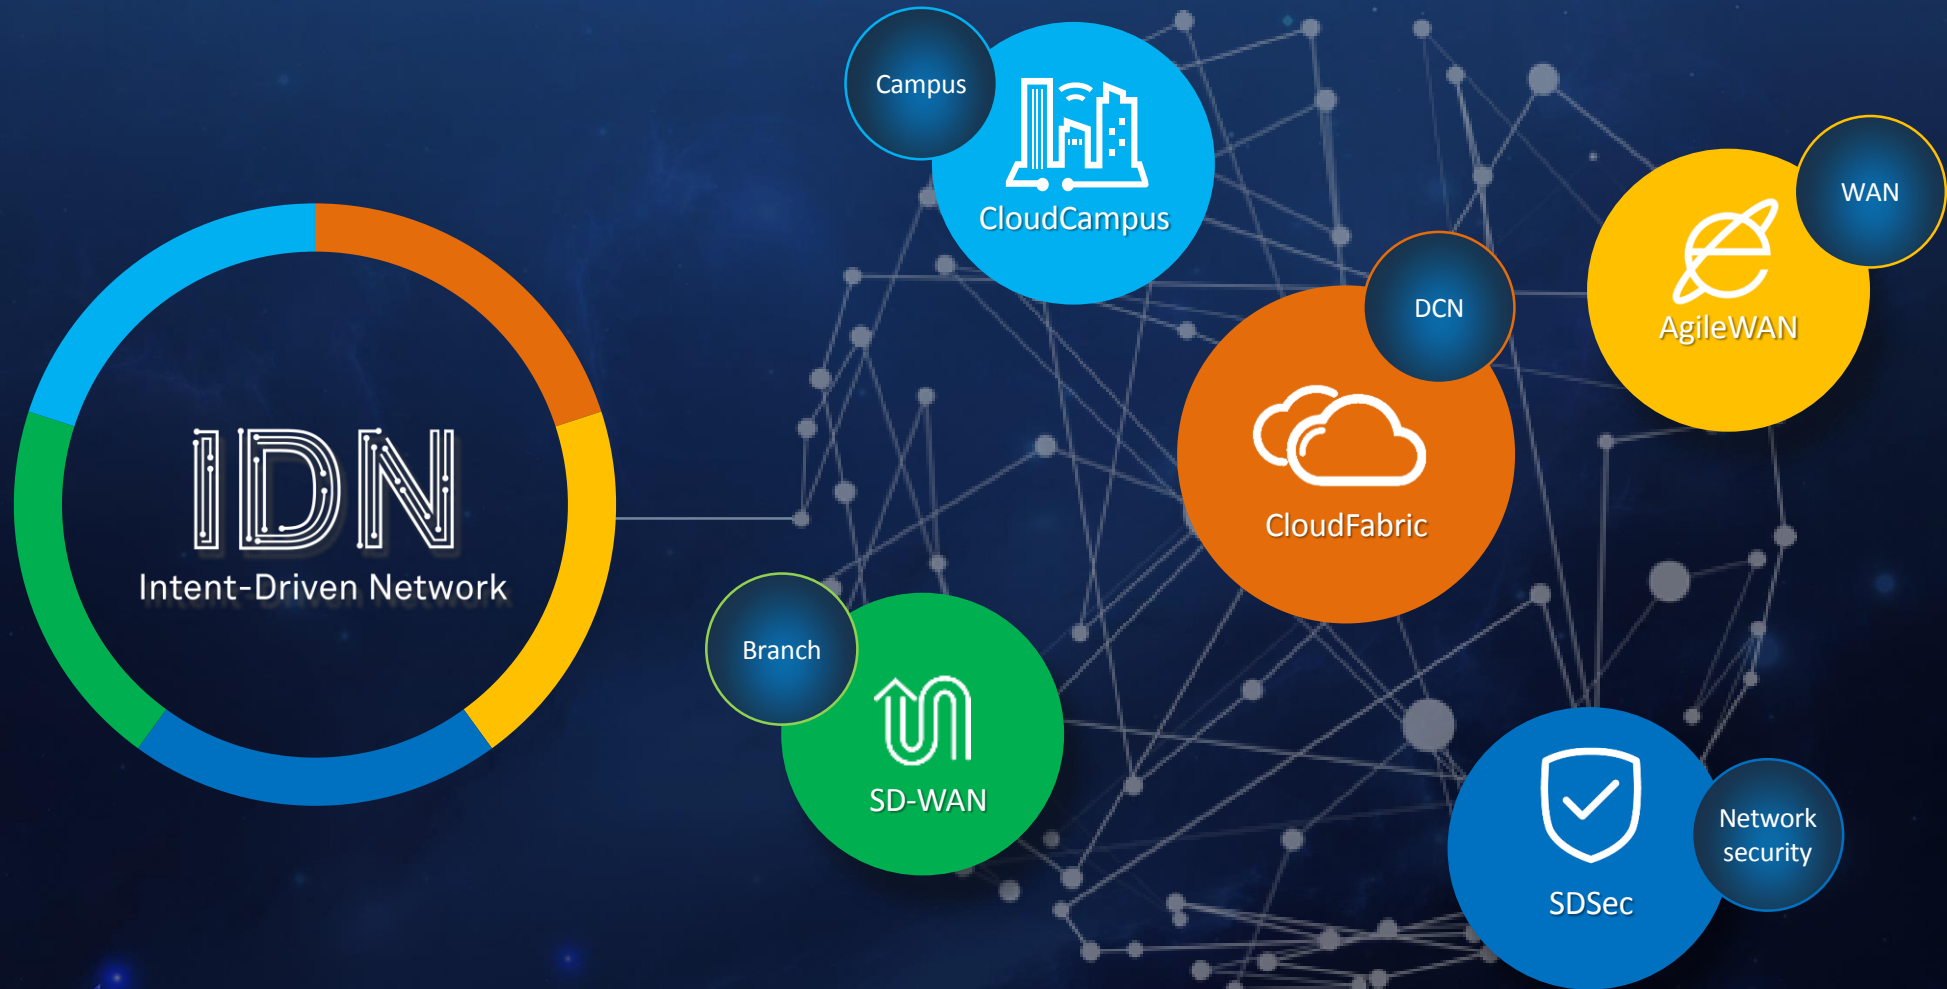 IDN
Intent-Driven Network
Campus
CloudCampus
WAN
AgileWAN
DCN
CloudFabric
Branch
SD-WAN
SDSec
Network
security